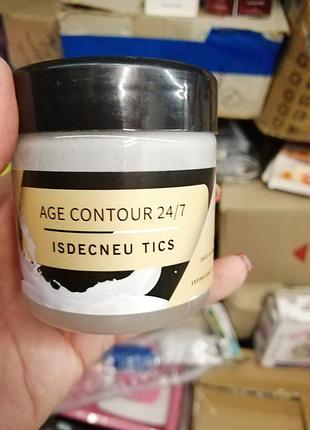 AGE CONTOUR 24/7
ISDECNEU TICS